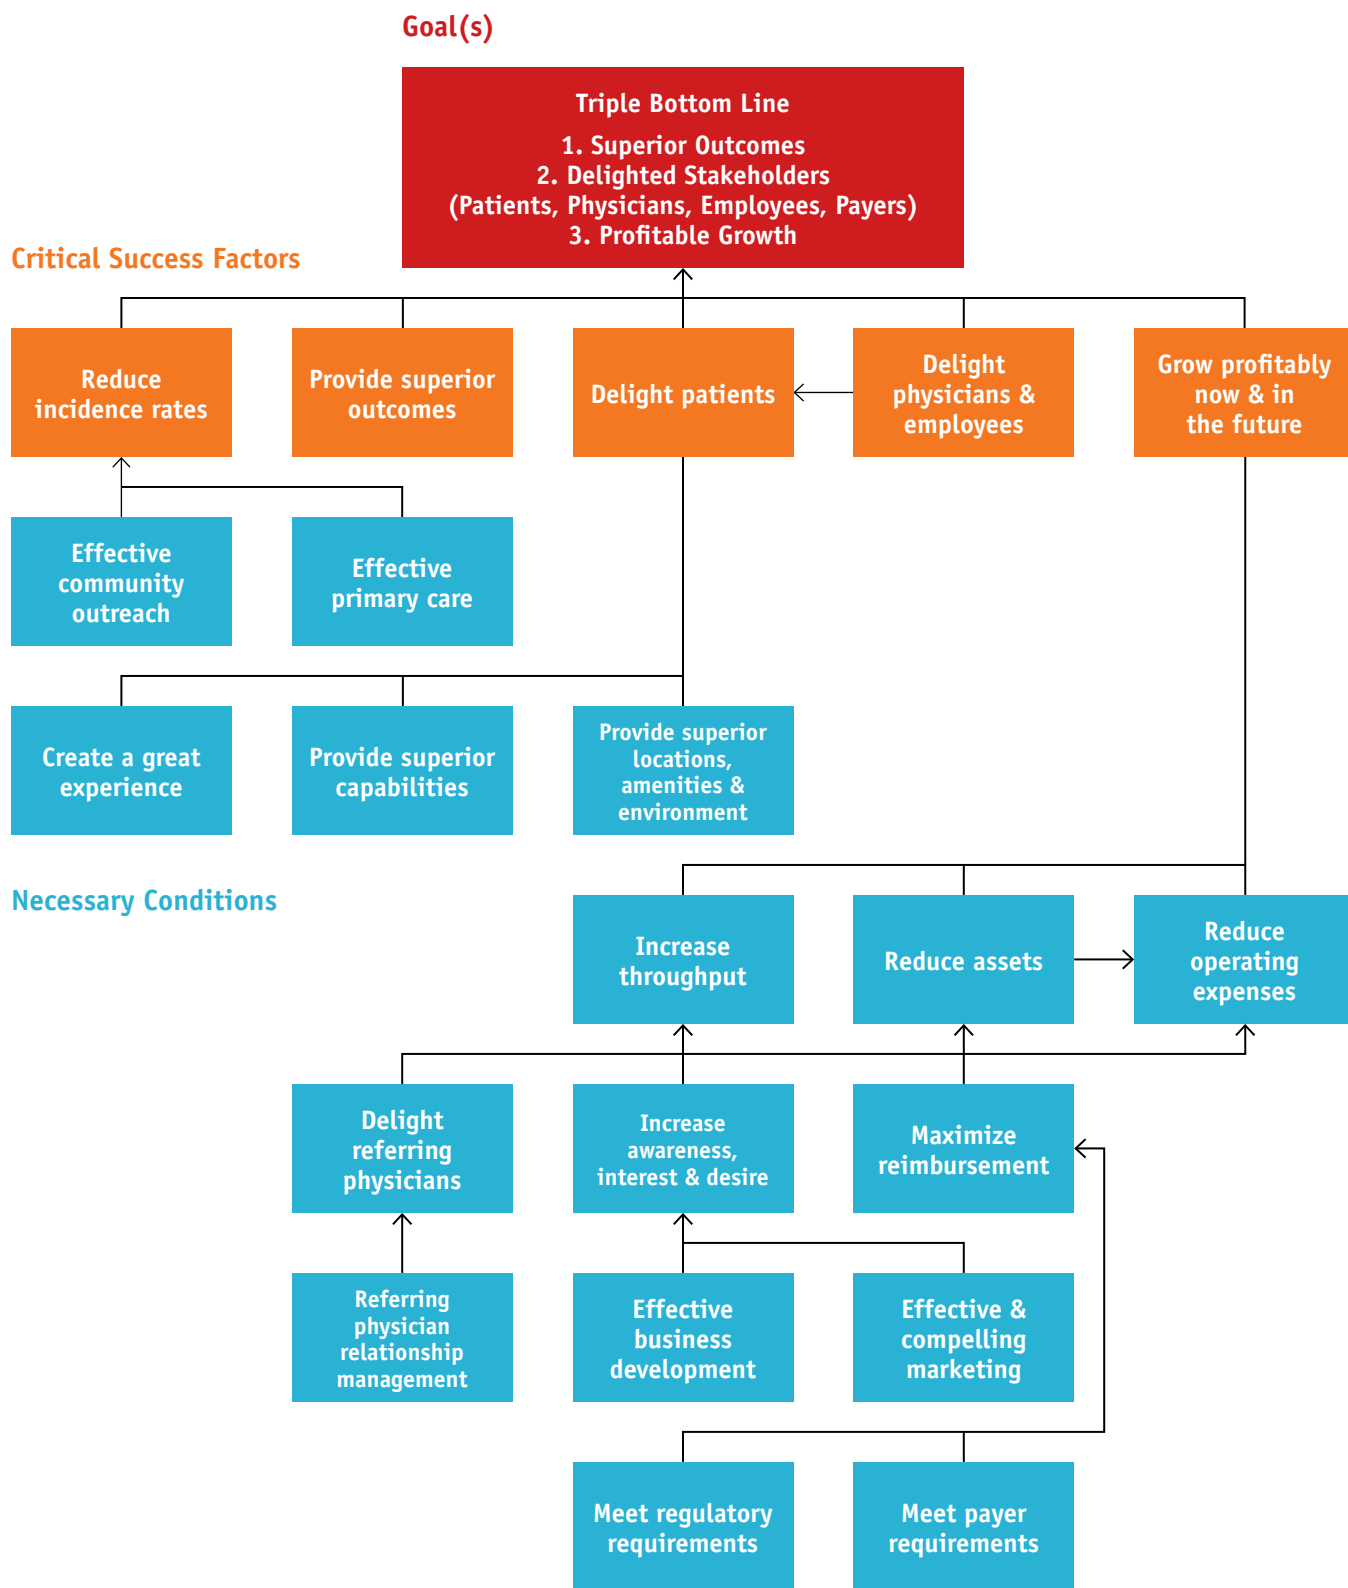 Goal(s)
Triple Bottom Line
1. Superior Outcomes
2. Delighted Stakeholders
(Patients, Physicians, Employees, Payers)
3. Profitable Growth
Critical Success Factors
Reduce
incidence rates
Provide superior
outcomes
Delight patients
Delight
physicians &
employees
Grow profitably
now & in
the future
Effective
community
outreach
Effective
primary care
Create a great
experience
Provide superior
capabilities
Provide superior
locations,
amenities &
environment
Necessary Conditions
Increase
throughput
Reduce assets
Reduce
operating
expenses
Delight
referring
physicians
Increase
awareness,
interest & desire
Maximize
reimbursement
Referring
physician
relationship
management
Effective
business
development
Effective &
compelling
marketing
Meet regulatory
requirements
Meet payer
requirements